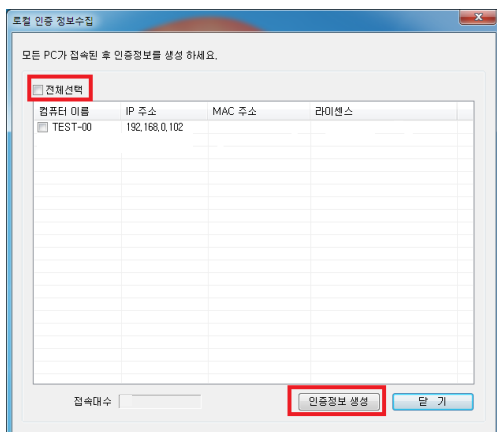 로컬 인증 정보수집
모든 PC가 접속된 후 인증정보를 생성 하세요.
전체선택
컴퓨터 이름 IP 주소 MAC 주소 라이센스
TEST-00 192,168,0,102
접속대수 인증정보 생성 닫 기